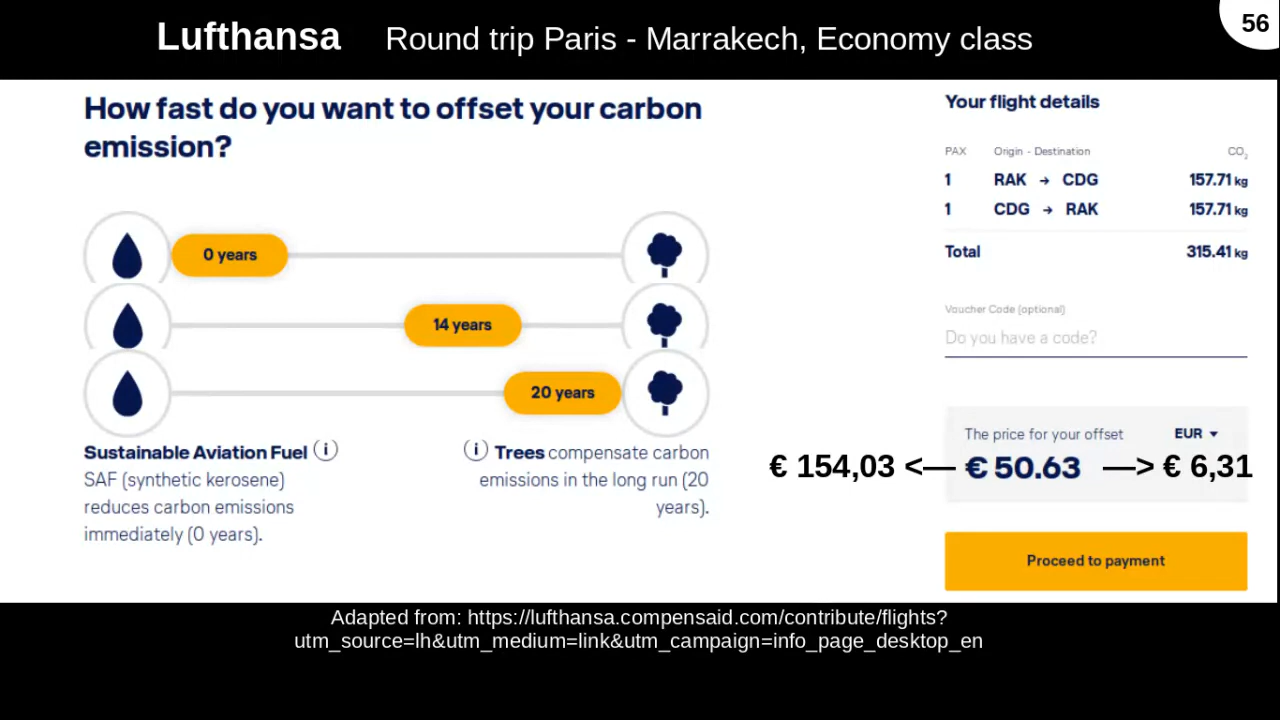 Lufthansa Round trip Paris - Marrakech, Economy class
56
How fast do you want to offset your carbon
emission?
0 years
14 years
20 years
Sustainable Aviation Fuel i
SAF (synthetic kerosene)
reduces carbon emissions
immediately (0 years).
i Trees compensate carbon
emissions in the long run (20
years).
Your flight details
PAX Origin - Destination CO2
1 RAK → CDG 157.71 kg
1 CDG → RAK 157.71 kg
Total 315.41 kg
Voucher Code (optional)
Do you have a code?
The price for your offset EUR
€ 154,03 <— € 50.63 —> € 6,31
Proceed to payment
Adapted from: https://lufthansa.compensaid.com/contribute/flights?
utm_source=lh&utm_medium=link&utm_campaign=info_page_desktop_en